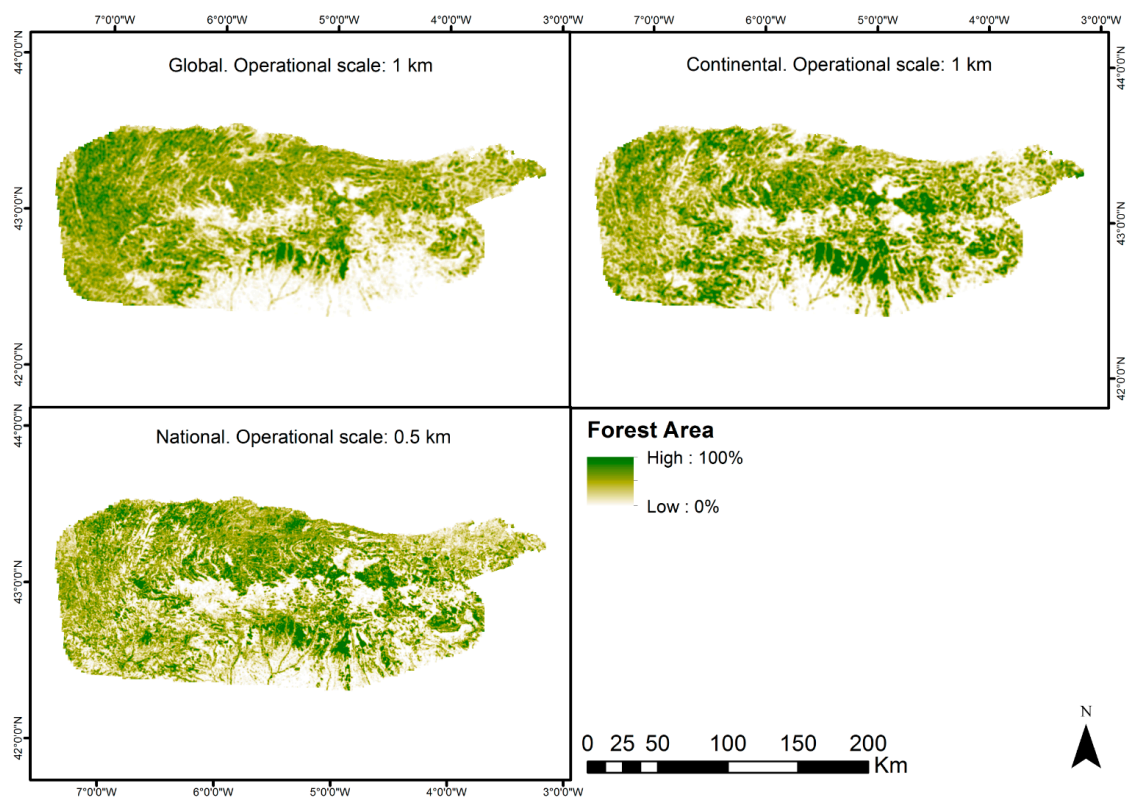 7°0'0"W 6°0'0"W 5°0'0"W 4°0'0"W 3°0'0"W 7°0'0"W 6°0'0"W 5°0'0"W 4°0'0"W 3°0'0"W
44°0'0"N
43°0'0"N
42°0'0"N
Global. Operational scale: 1 km
Continental. Operational scale: 1 km
44°0'0"N
43°0'0"N
42°0'0"N
44°0'0"N
43°0'0"N
42°0'0"N
National. Operational scale: 0.5 km
Forest Area
High : 100%
Low : 0%
N
0 25 50 100 150 200
Km
7°0'0"W 6°0'0"W 5°0'0"W 4°0'0"W 3°0'0"W